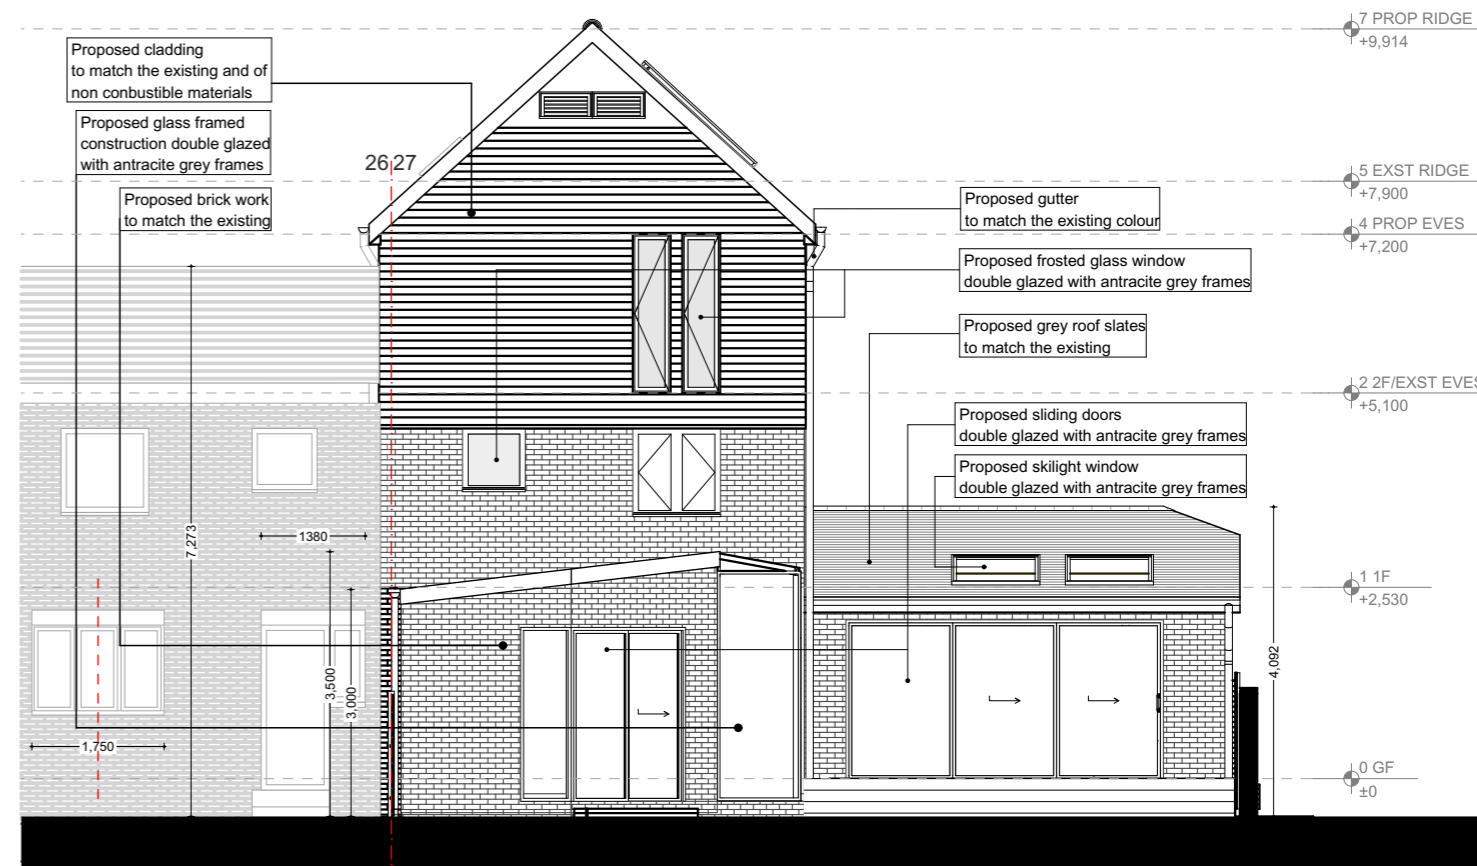 7 PROP RIDGE
+9,914
Proposed cladding
to match the existing and of
non conbustible materials
Proposed glass framed
construction double glazed
with antracite grey frames
26 27
5 EXST RIDGE
+7,900
Proposed brick work
to match the existing
Proposed gutter
to match the existing colour
4 PROP EVES
+7,200
Proposed frosted glass window
double glazed with antracite grey frames
Proposed grey roof slates
to match the existing
2 2F/EXST EVES
+5,100
Proposed sliding doors
double glazed with antracite grey frames
Proposed skilight window
double glazed with antracite grey frames
7,273
1380
1 1F
+2,530
3,500
3,000
4,092
1,750
0 GF
±0